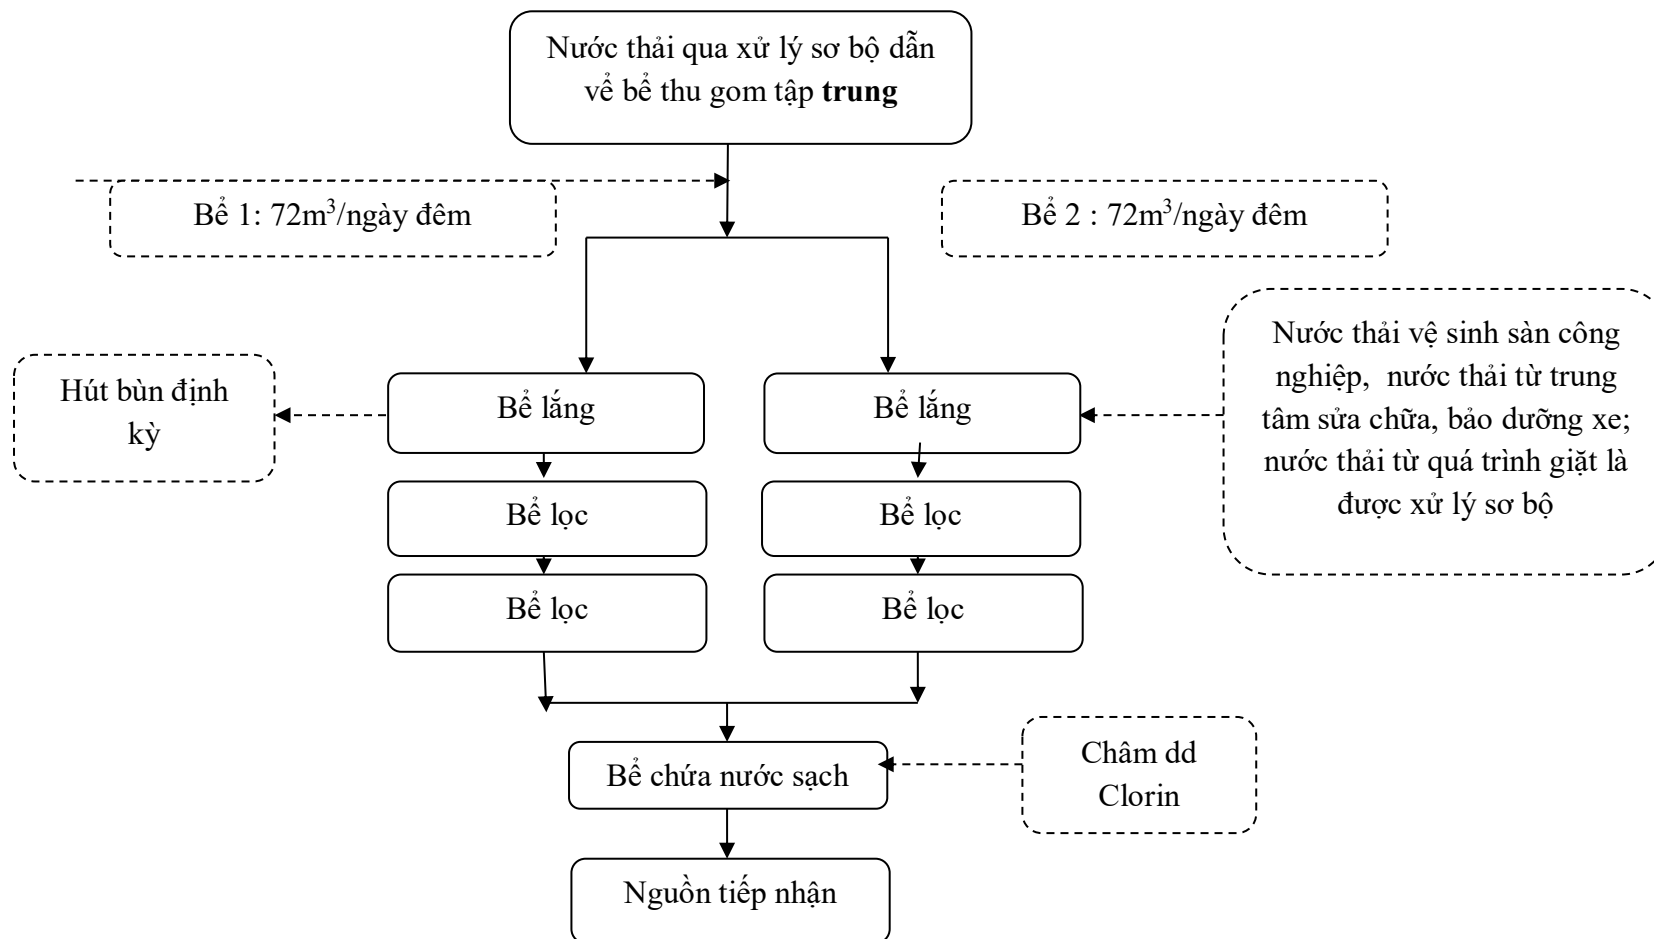 Nước thải qua xử lý sơ bộ dẫn
vể bể thu gom tập trung
Bể 1: 72m³/ngày đêm
Bể 2 : 72m³/ngày đêm
Nước thải vệ sinh sàn công
nghiệp, nước thải từ trung
tâm sửa chữa, bảo dưỡng xe;
nước thải từ quá trình giặt là
được xử lý sơ bộ
Hút bùn định
kỳ
Bể lắng
Bể lắng
Bể lọc
Bể lọc
Bể lọc
Bể lọc
Bể chứa nước sạch
Châm dd
Clorin
Nguồn tiếp nhận